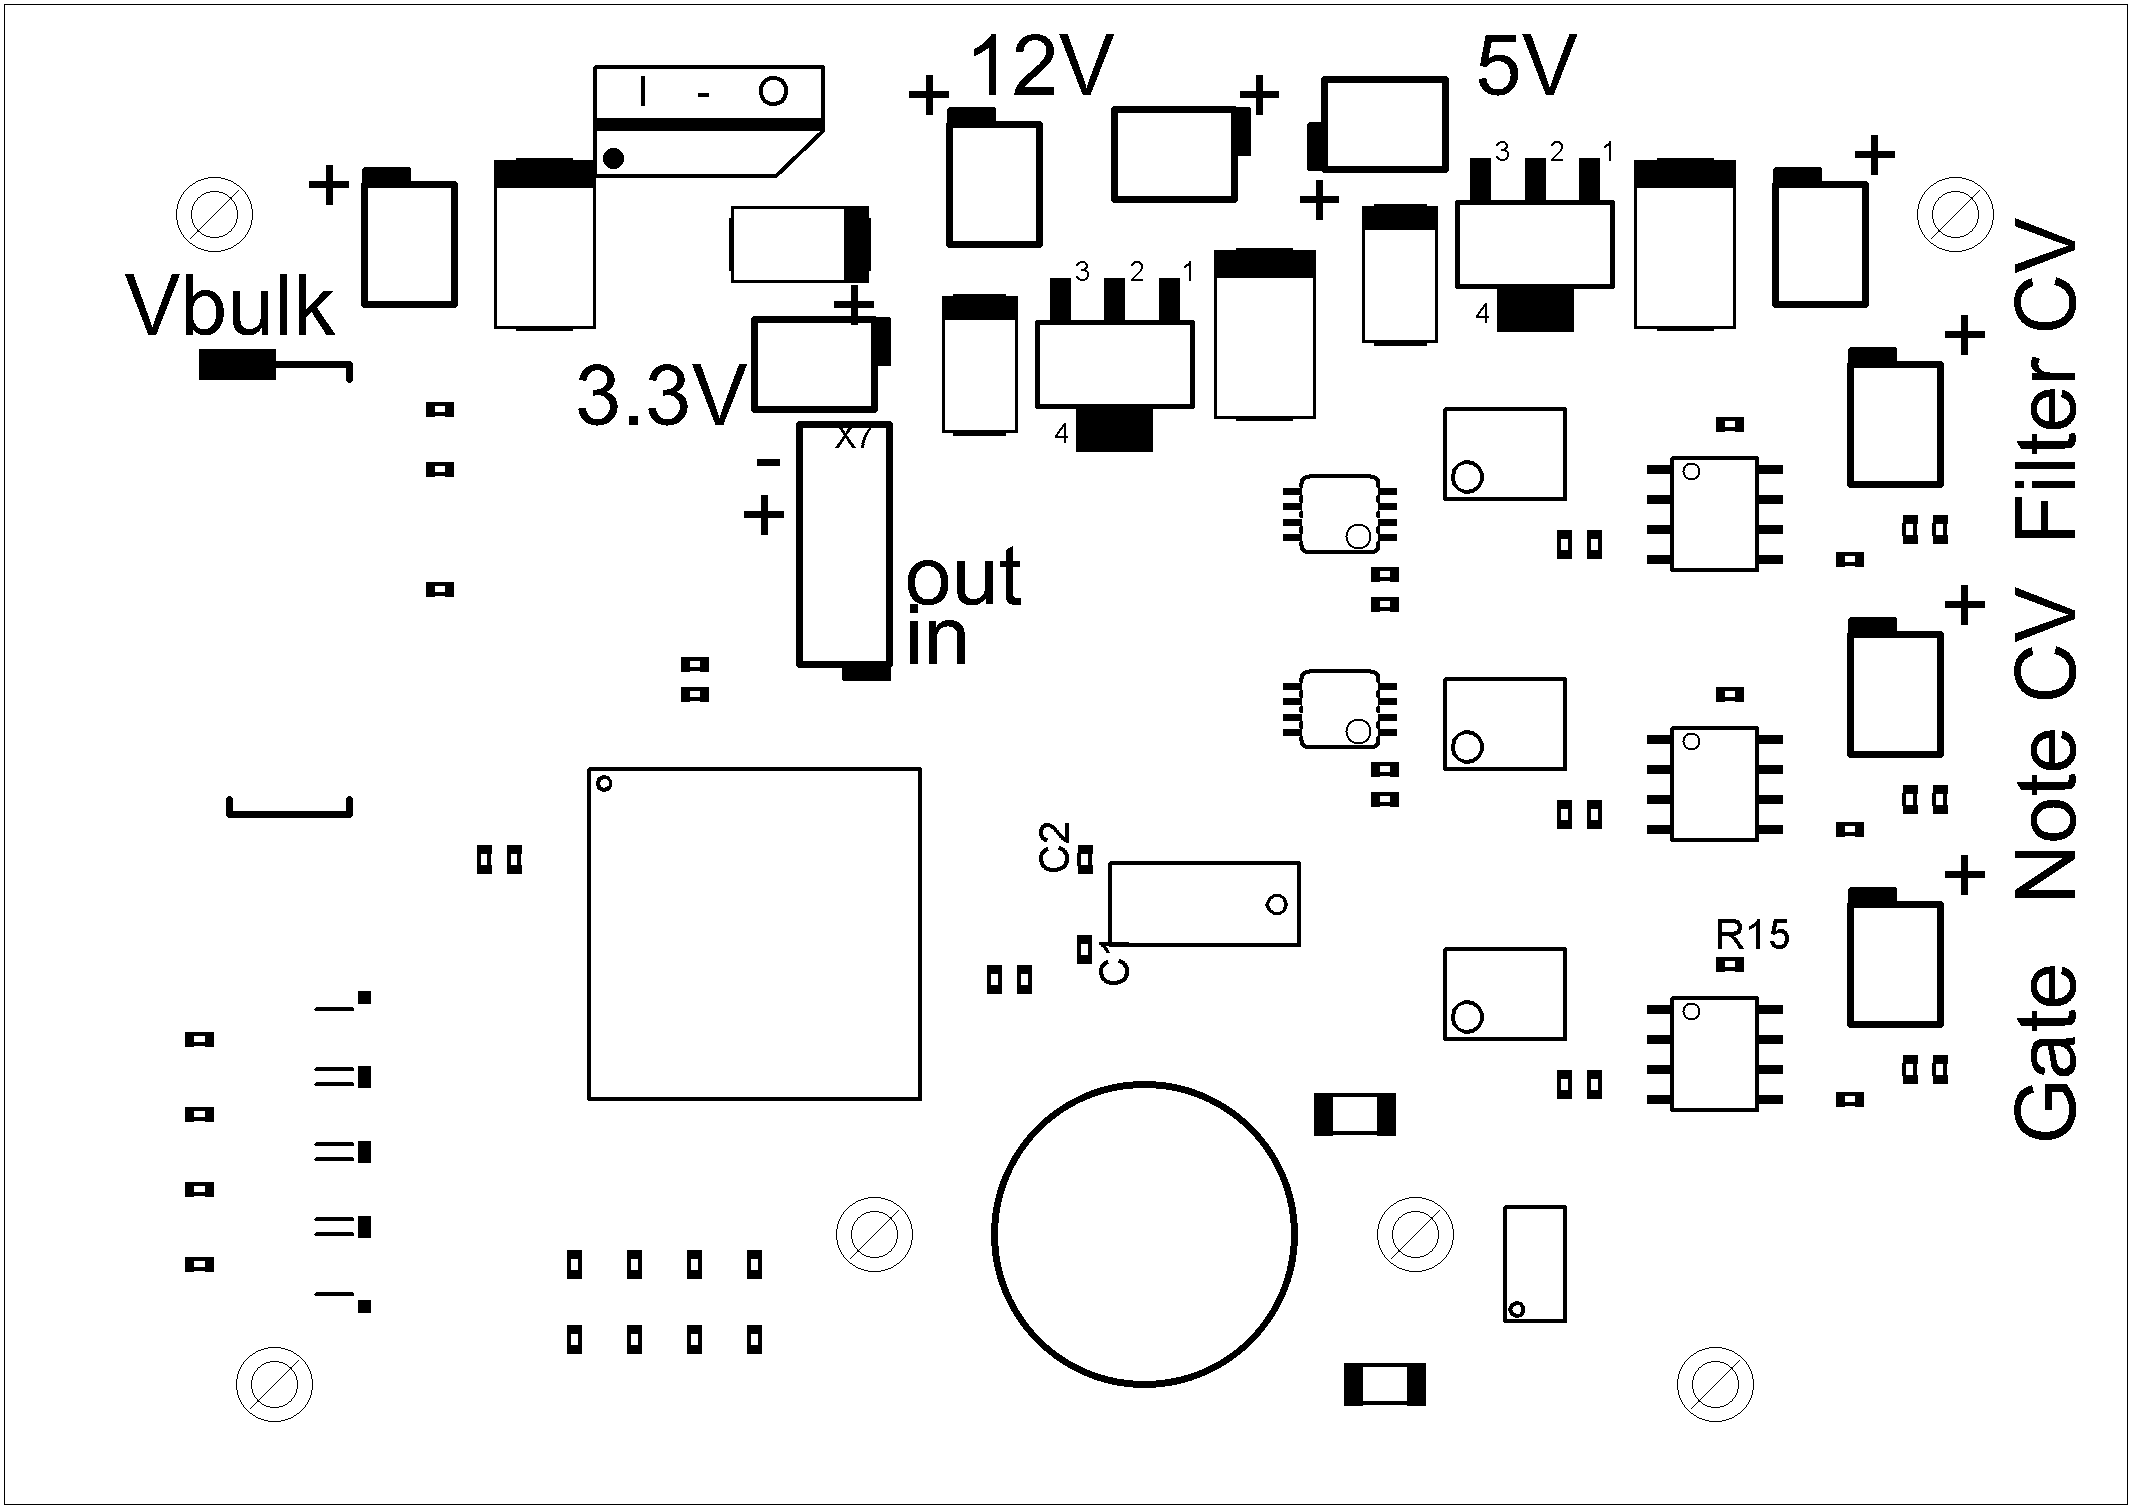 12V
5V
I - O
+
+
+
3 2 1
+
+
+
Vbulk
3 2 1
+
4
+
3.3V
X7
4
-
+
out
in
+
+
C2
C1
R15
Filter CV
Note CV
Gate